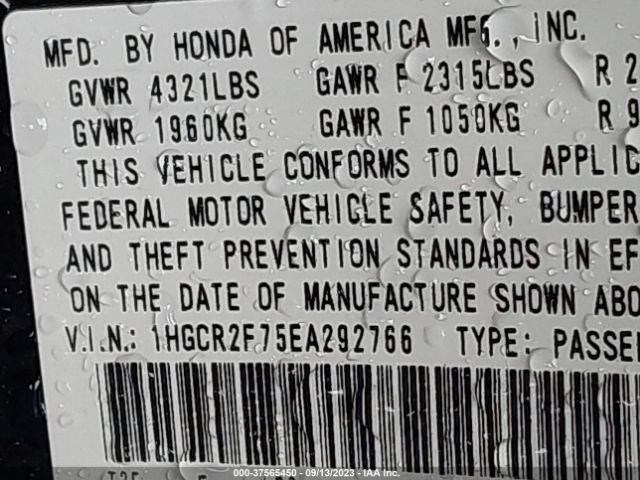 MFD. BY HONDA OF AMERICA MFG., INC.
GVWR 4321LBS GAWR F 2315LBS R 2
GVWR 1960KG GAWR F 1050KG R 9
THIS VEHICLE CONFORMS TO ALL APPLIC
FEDERAL MOTOR VEHICLE SAFETY, BUMPER
AND THEFT PREVENTION STANDARDS IN EF
ON THE DATE OF MANUFACTURE SHOWN ABO
V.I.N.: 1HGCR2F75EA292766 TYPE: PASSE
000-37565450 - 09/13/2023 - IAA Inc.